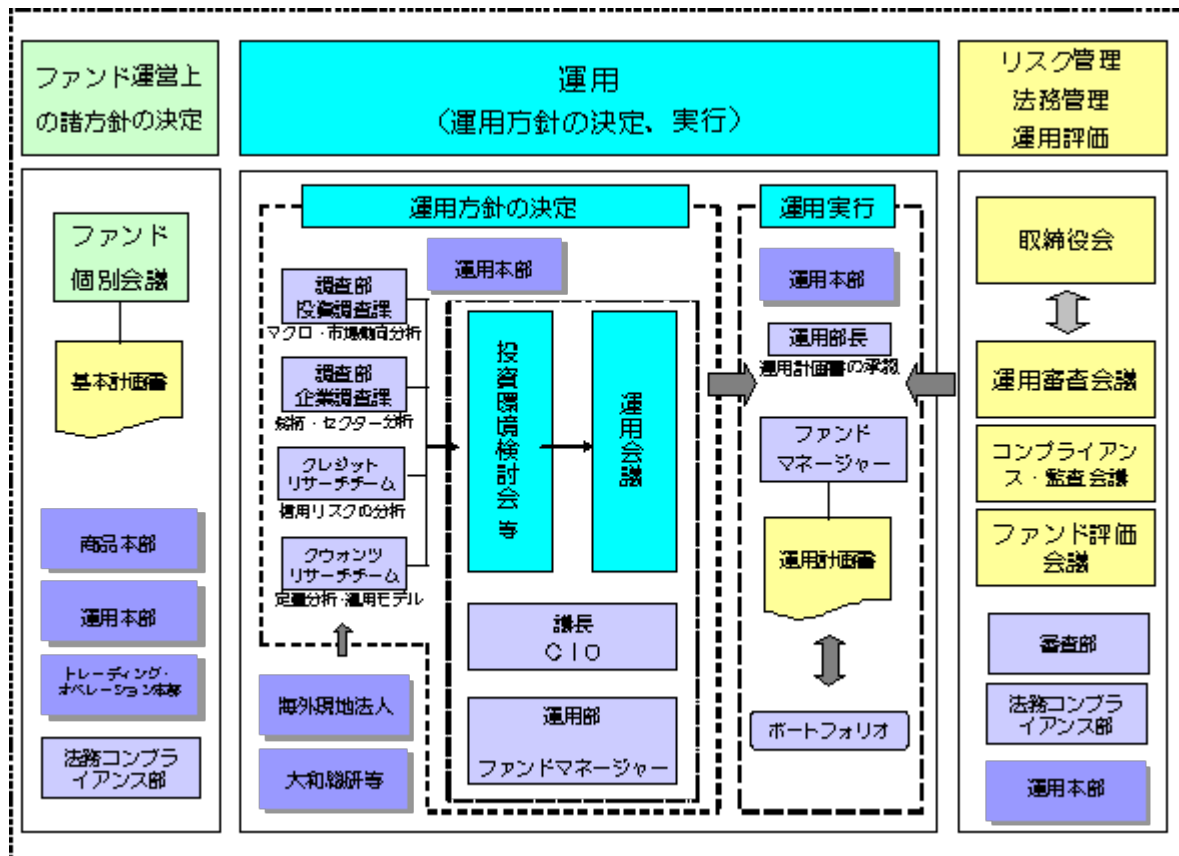 ファンド運営上
の諸方針の決定
運用
（運用方針の決定、実行）
リスク管理
法務管理
運用評価
ファンド
個別会議
基本計画書
商品本部
運用本部
トレーディング・
オペレーション本部
法務コンプラ
イアンス部
運用方針の決定
運用本部
調査部
投資調査課
マクロ・市場動向分析
調査部
企業調査課
銘柄・セクター分析
クレジット
リサーチチーム
信用リスクの分析
クウォンツ
リサーチチーム
定量分析・運用モデル
海外現地法人
大和総研等
投資環境検討会 等
運用会議
議長
ＣＩＯ
運用部
ファンドマネージャー
運用実行
運用本部
運用部長
運用計画書の承認
ファンド
マネージャー
運用計画書
ポートフォリオ
取締役会
運用審査会議
コンプライアン
ス・監査会議
ファンド評価
会議
審査部
法務コンプラ
イアンス部
運用本部